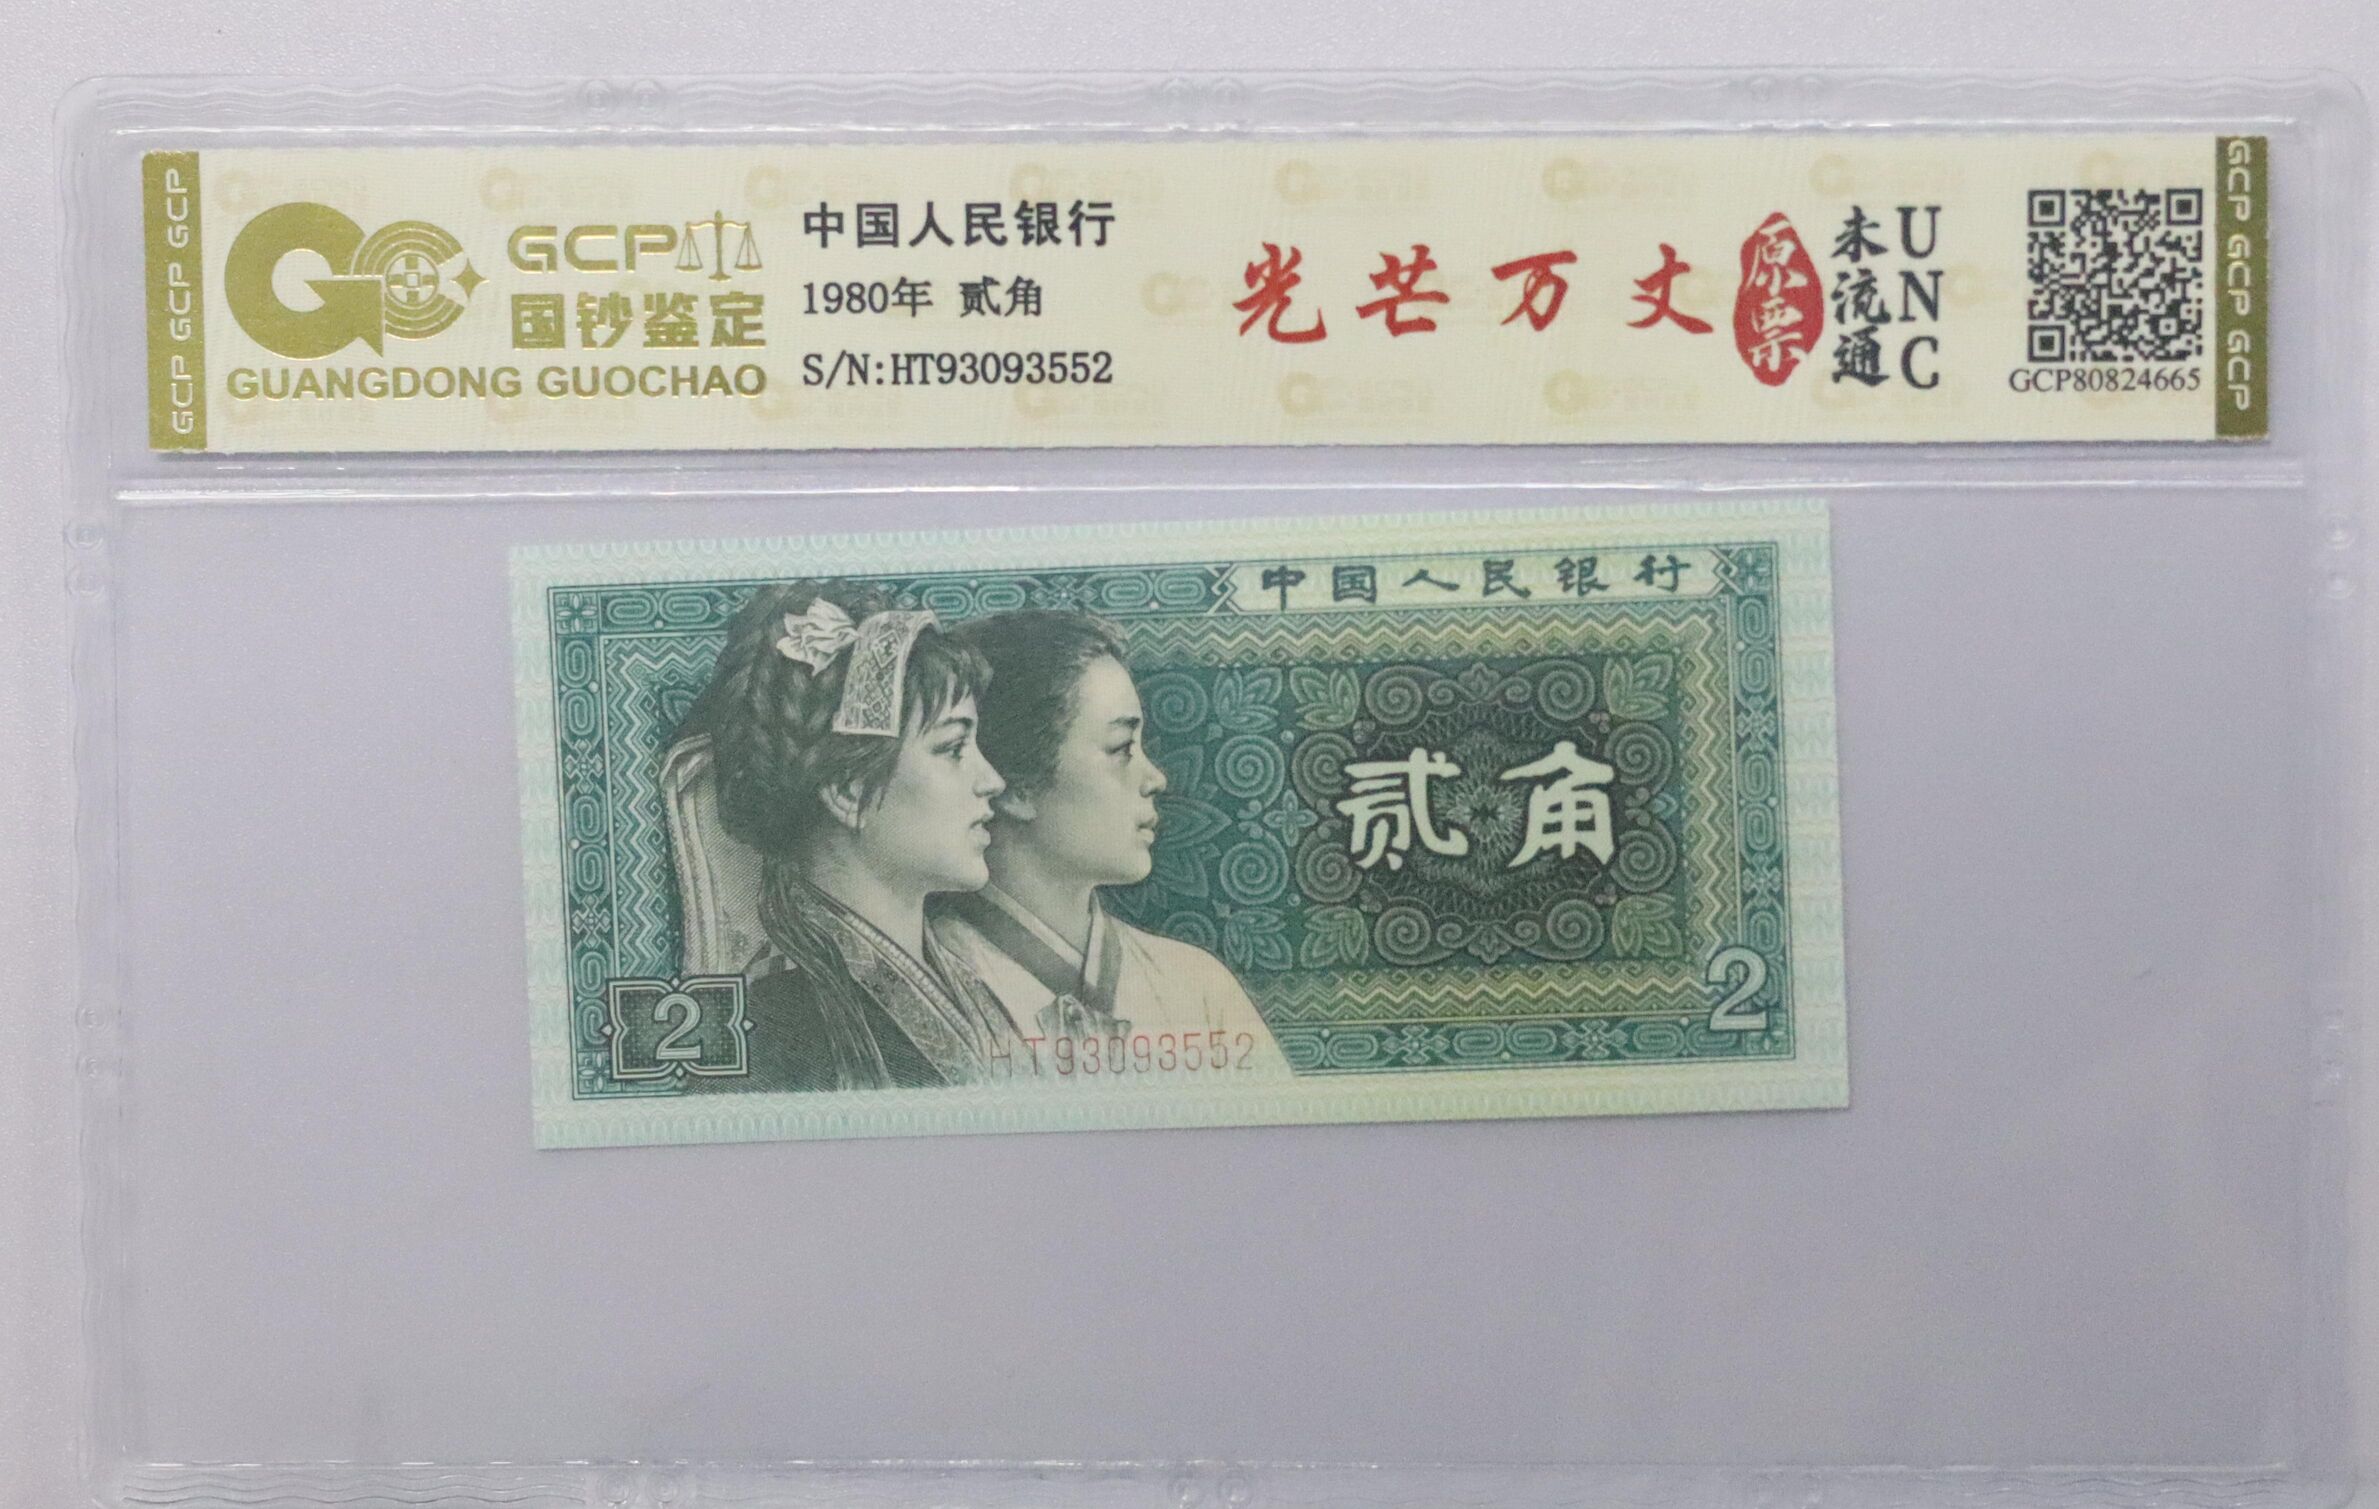 GCP GCP GCP
GCP
国钞鉴定
GUANGDONG GUOCHAO
中国人民银行
1980年 贰角
S/N:HT93093552
光芒万丈
原票
未流通
UNC
GCP80824665
GCP GCP GCP
中国人民银行
贰角
2
2
HT93093552